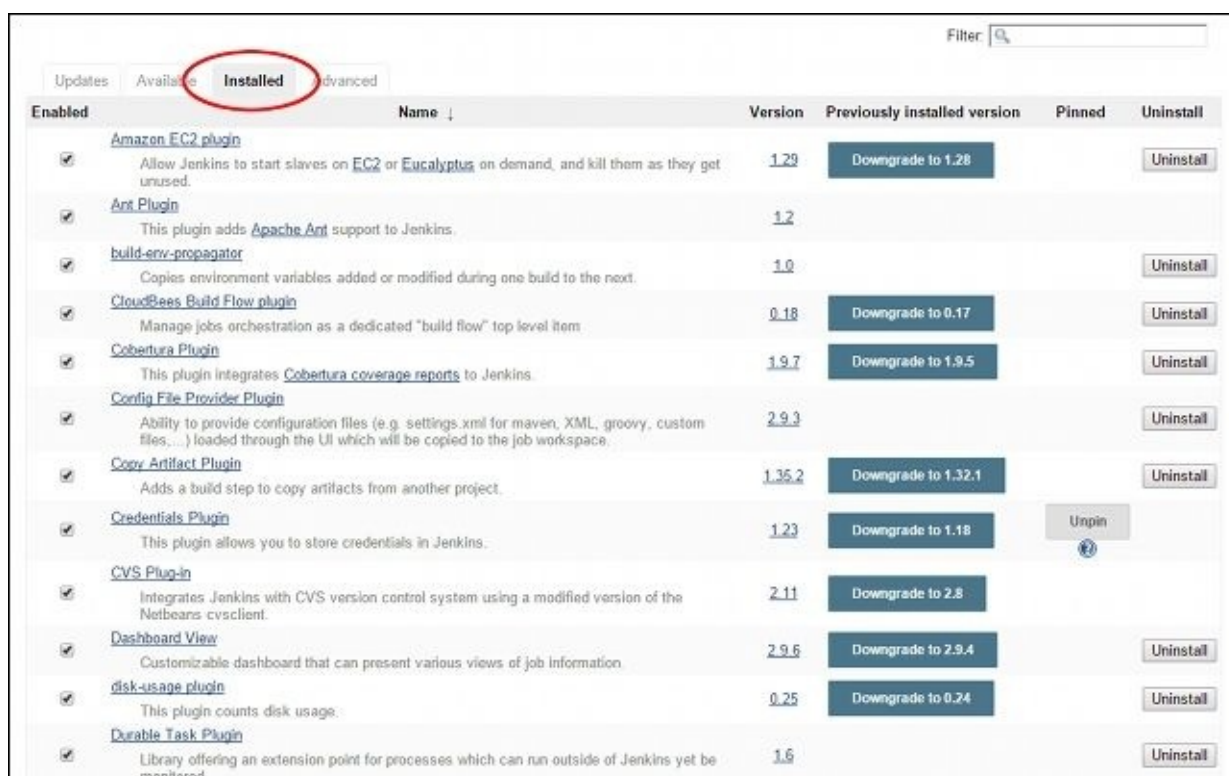 Filter:
Updates Available Installed Advanced
Enabled Name ↓ Version Previously installed version Pinned Uninstall
Amazon EC2 plugin
Allow Jenkins to start slaves on EC2 or Eucalyptus on demand, and kill them as they get
unused.
1.29 Downgrade to 1.28 Uninstall
Ant Plugin
This plugin adds Apache Ant support to Jenkins.
1.2
build-env-propagator
Copies environment variables added or modified during one build to the next.
1.0 Uninstall
CloudBees Build Flow plugin
Manage jobs orchestration as a dedicated "build flow" top level item
0.18 Downgrade to 0.17 Uninstall
Cobertura Plugin
This plugin integrates Cobertura coverage reports to Jenkins.
1.9.7 Downgrade to 1.9.5 Uninstall
Config File Provider Plugin
Ability to provide configuration files (e.g. settings.xml for maven, XML, groovy, custom
files,...) loaded through the UI which will be copied to the job workspace.
2.9.3 Uninstall
Copy Artifact Plugin
Adds a build step to copy artifacts from another project.
1.35.2 Downgrade to 1.32.1 Uninstall
Credentials Plugin
This plugin allows you to store credentials in Jenkins.
1.23 Downgrade to 1.18 Unpin
CVS Plug-in
Integrates Jenkins with CVS version control system using a modified version of the
Netbeans cvsclient.
2.11 Downgrade to 2.8
Dashboard View
Customizable dashboard that can present various views of job information.
2.9.6 Downgrade to 2.9.4 Uninstall
disk-usage plugin
This plugin counts disk usage.
0.25 Downgrade to 0.24 Uninstall
Durable Task Plugin
Library offering an extension point for processes which can run outside of Jenkins yet be
1.6 Uninstall